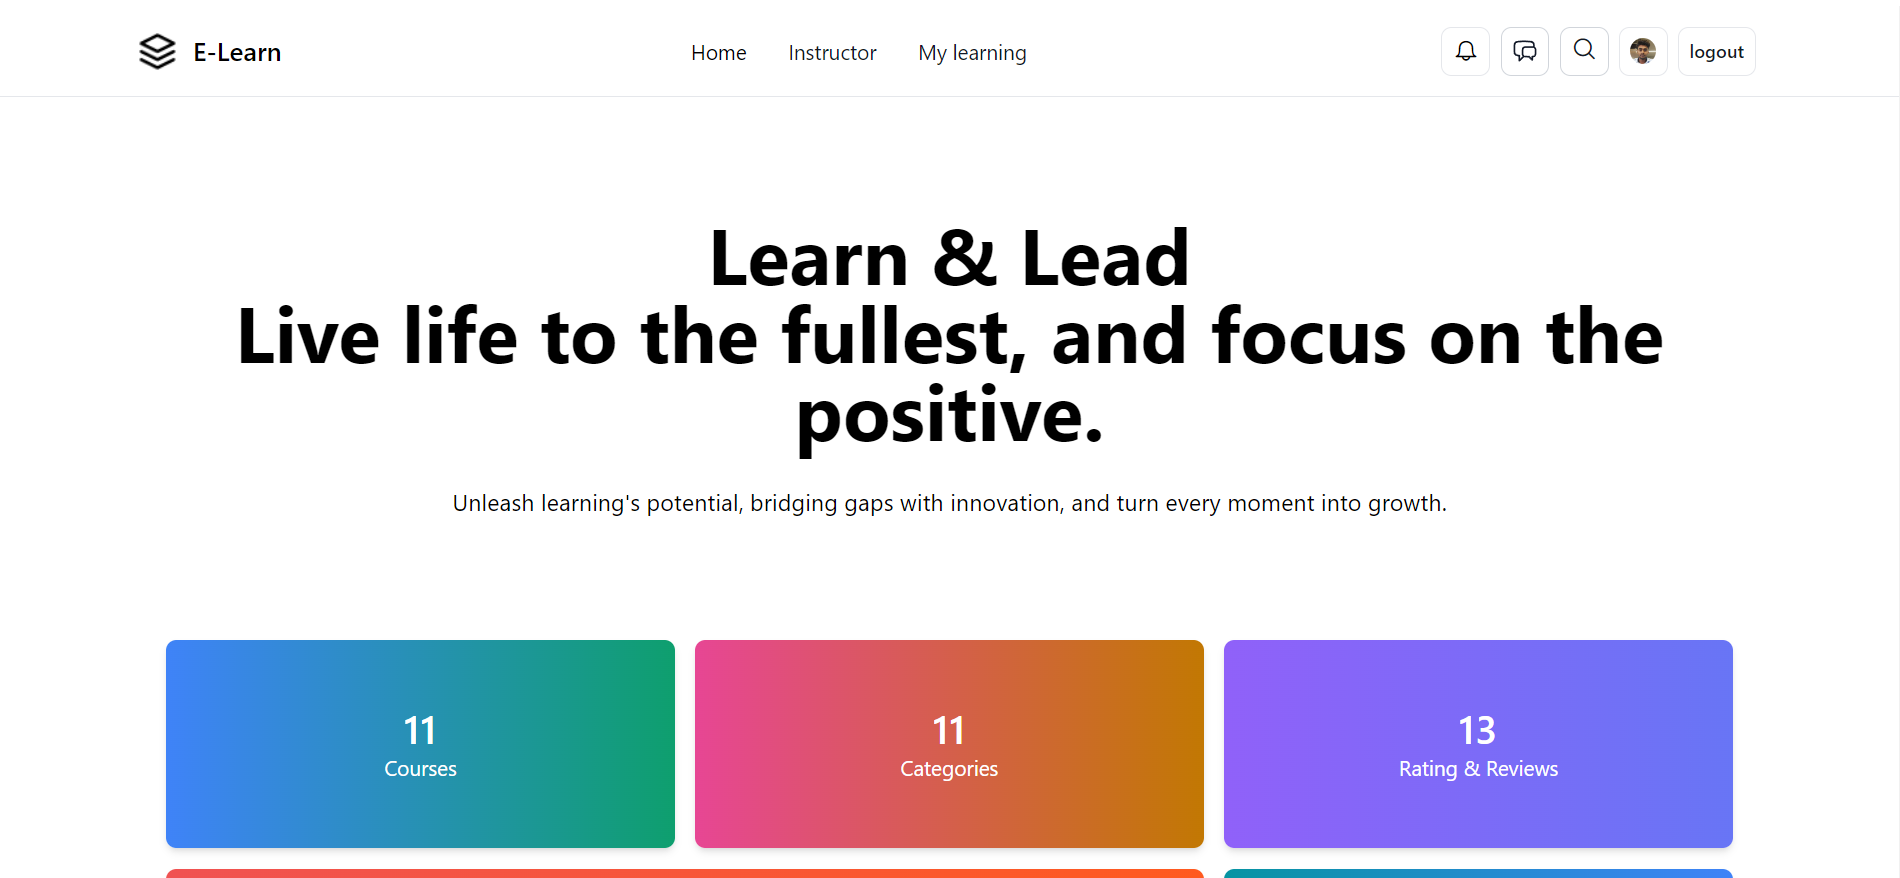 E-Learn
Home
Instructor
My learning
logout
Learn & Lead
Live life to the fullest, and focus on the
positive.
Unleash learning's potential, bridging gaps with innovation, and turn every moment into growth.
11
Courses
11
Categories
13
Rating & Reviews